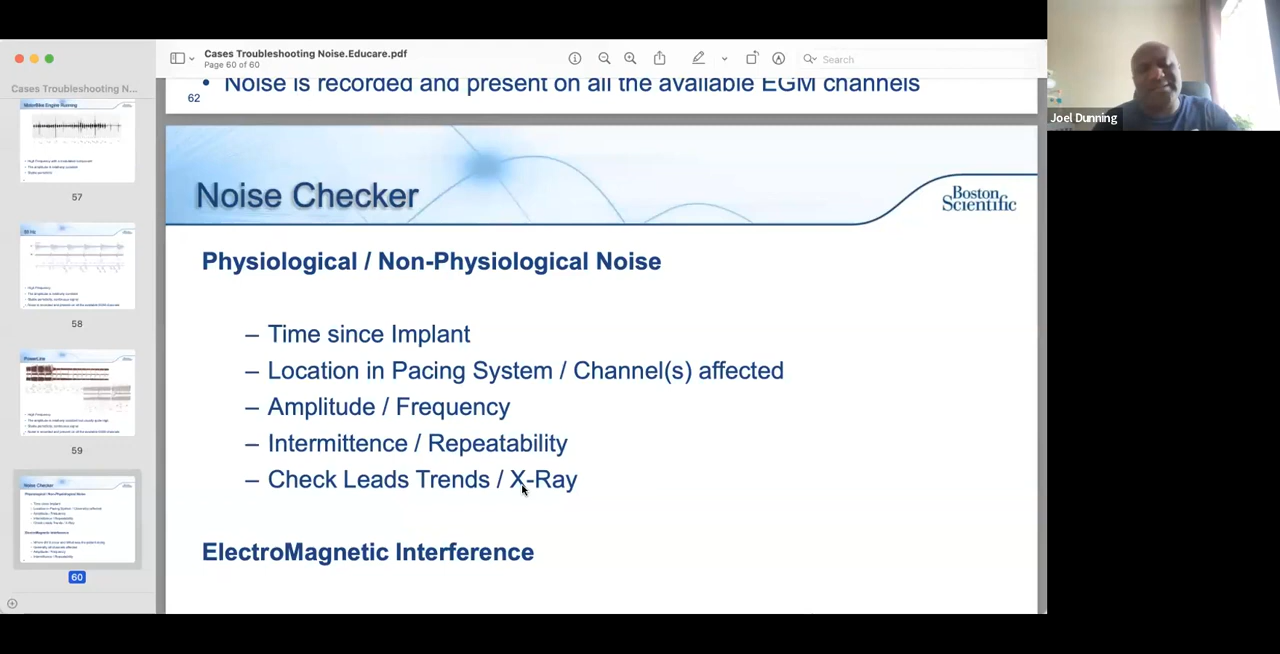 Cases Troubleshooting Noise.Educare.pdf
Page 60 of 60
Search
Cases Troubleshooting N...
57
58
PowerLine
59
Noise Checker
60
• Noise is recorded and present on all the available EGM channels
62
Noise Checker
Boston
Scientific
Physiological / Non-Physiological Noise
– Time since Implant
– Location in Pacing System / Channel(s) affected
– Amplitude / Frequency
– Intermittence / Repeatability
– Check Leads Trends / X-Ray
ElectroMagnetic Interference
Joel Dunning